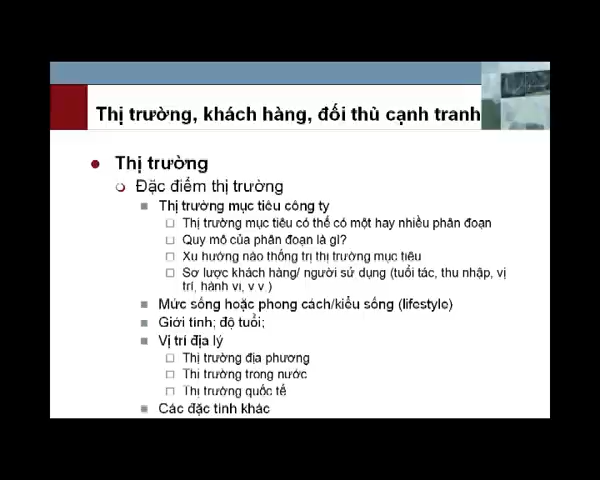 Thị trường, khách hàng, đối thủ cạnh tranh
Thị trường
Đặc điểm thị trường
Thị trường mục tiêu công ty
Thị trường mục tiêu có thể có một hay nhiều phân đoạn
Quy mô của phân đoạn là gì?
Xu hướng nào thống trị thị trường mục tiêu
Sơ lược khách hàng/ người sử dụng (tuổi tác, thu nhập, vị
trí, hành vi, v v )
Mức sống hoặc phong cách/kiểu sống (lifestyle)
Giới tính; độ tuổi;
Vị trí địa lý
Thị trường địa phương
Thị trường trong nước
Thị trường quốc tế
Các đặc tính khác